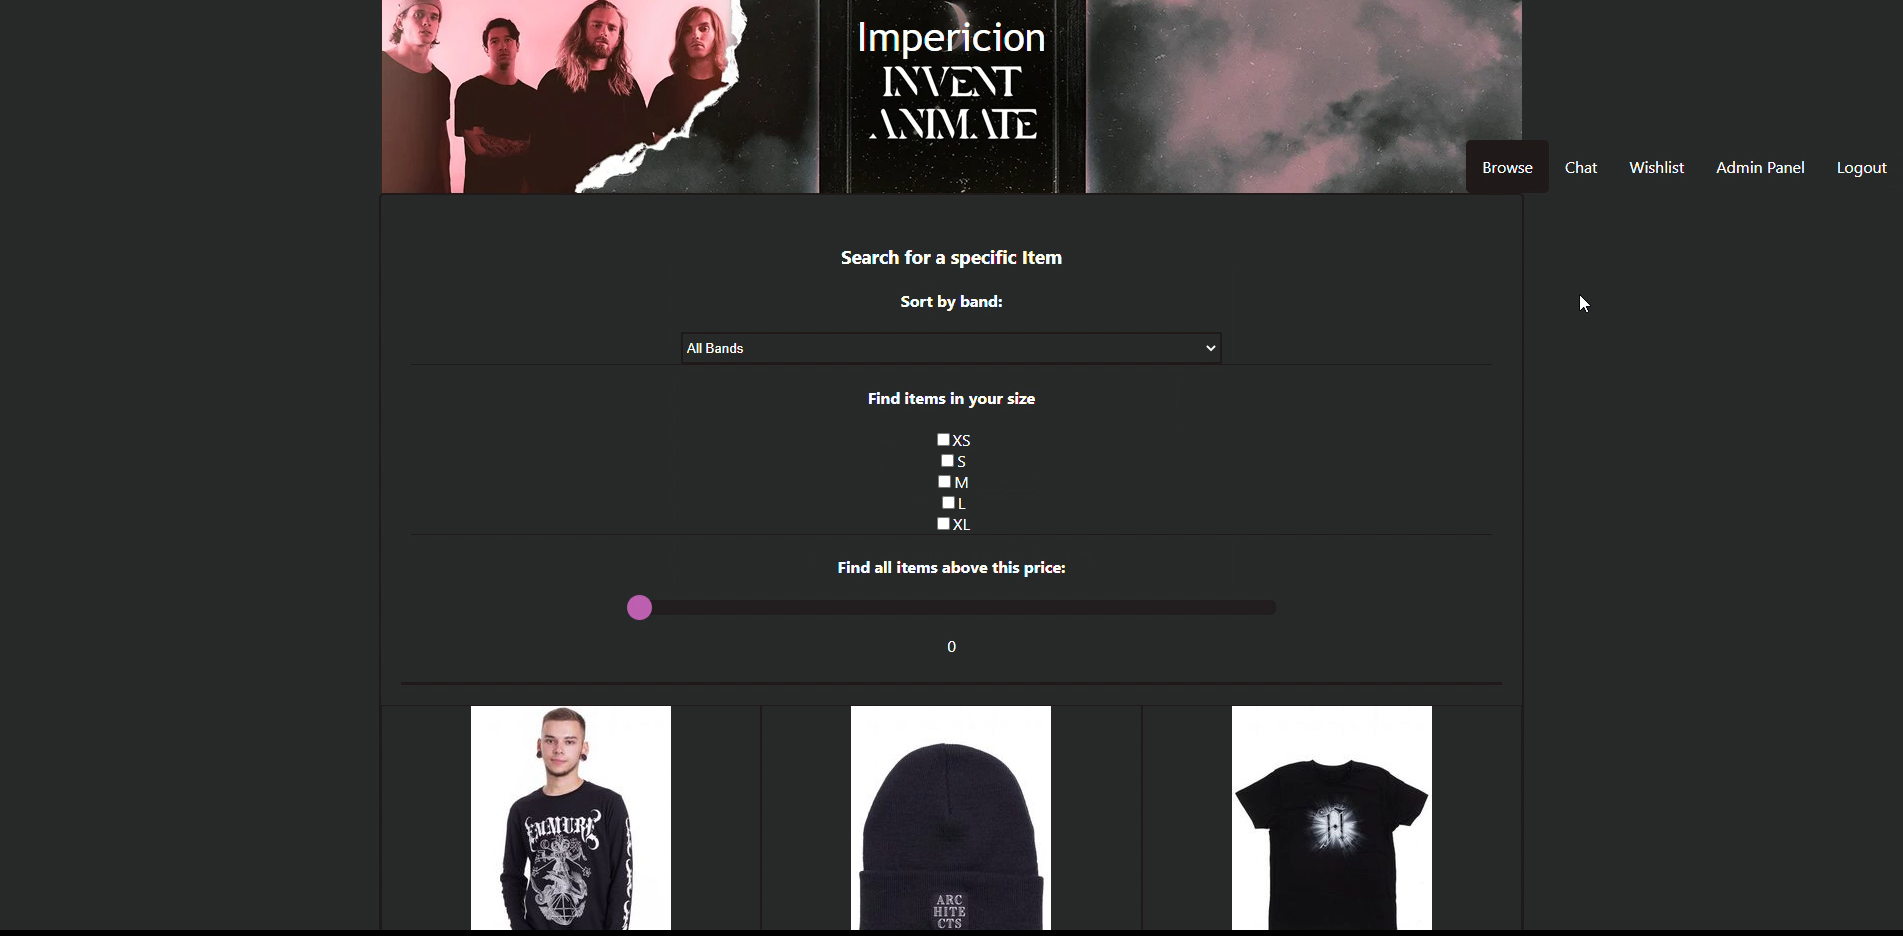 Impericion
INVENT
ANIMATE
Browse Chat Wishlist Admin Panel Logout
Search for a specific Item
Sort by band:
All Bands
Find items in your size
XS
S
M
L
XL
Find all items above this price:
0
EMMURE
ARC
HITE
CTS